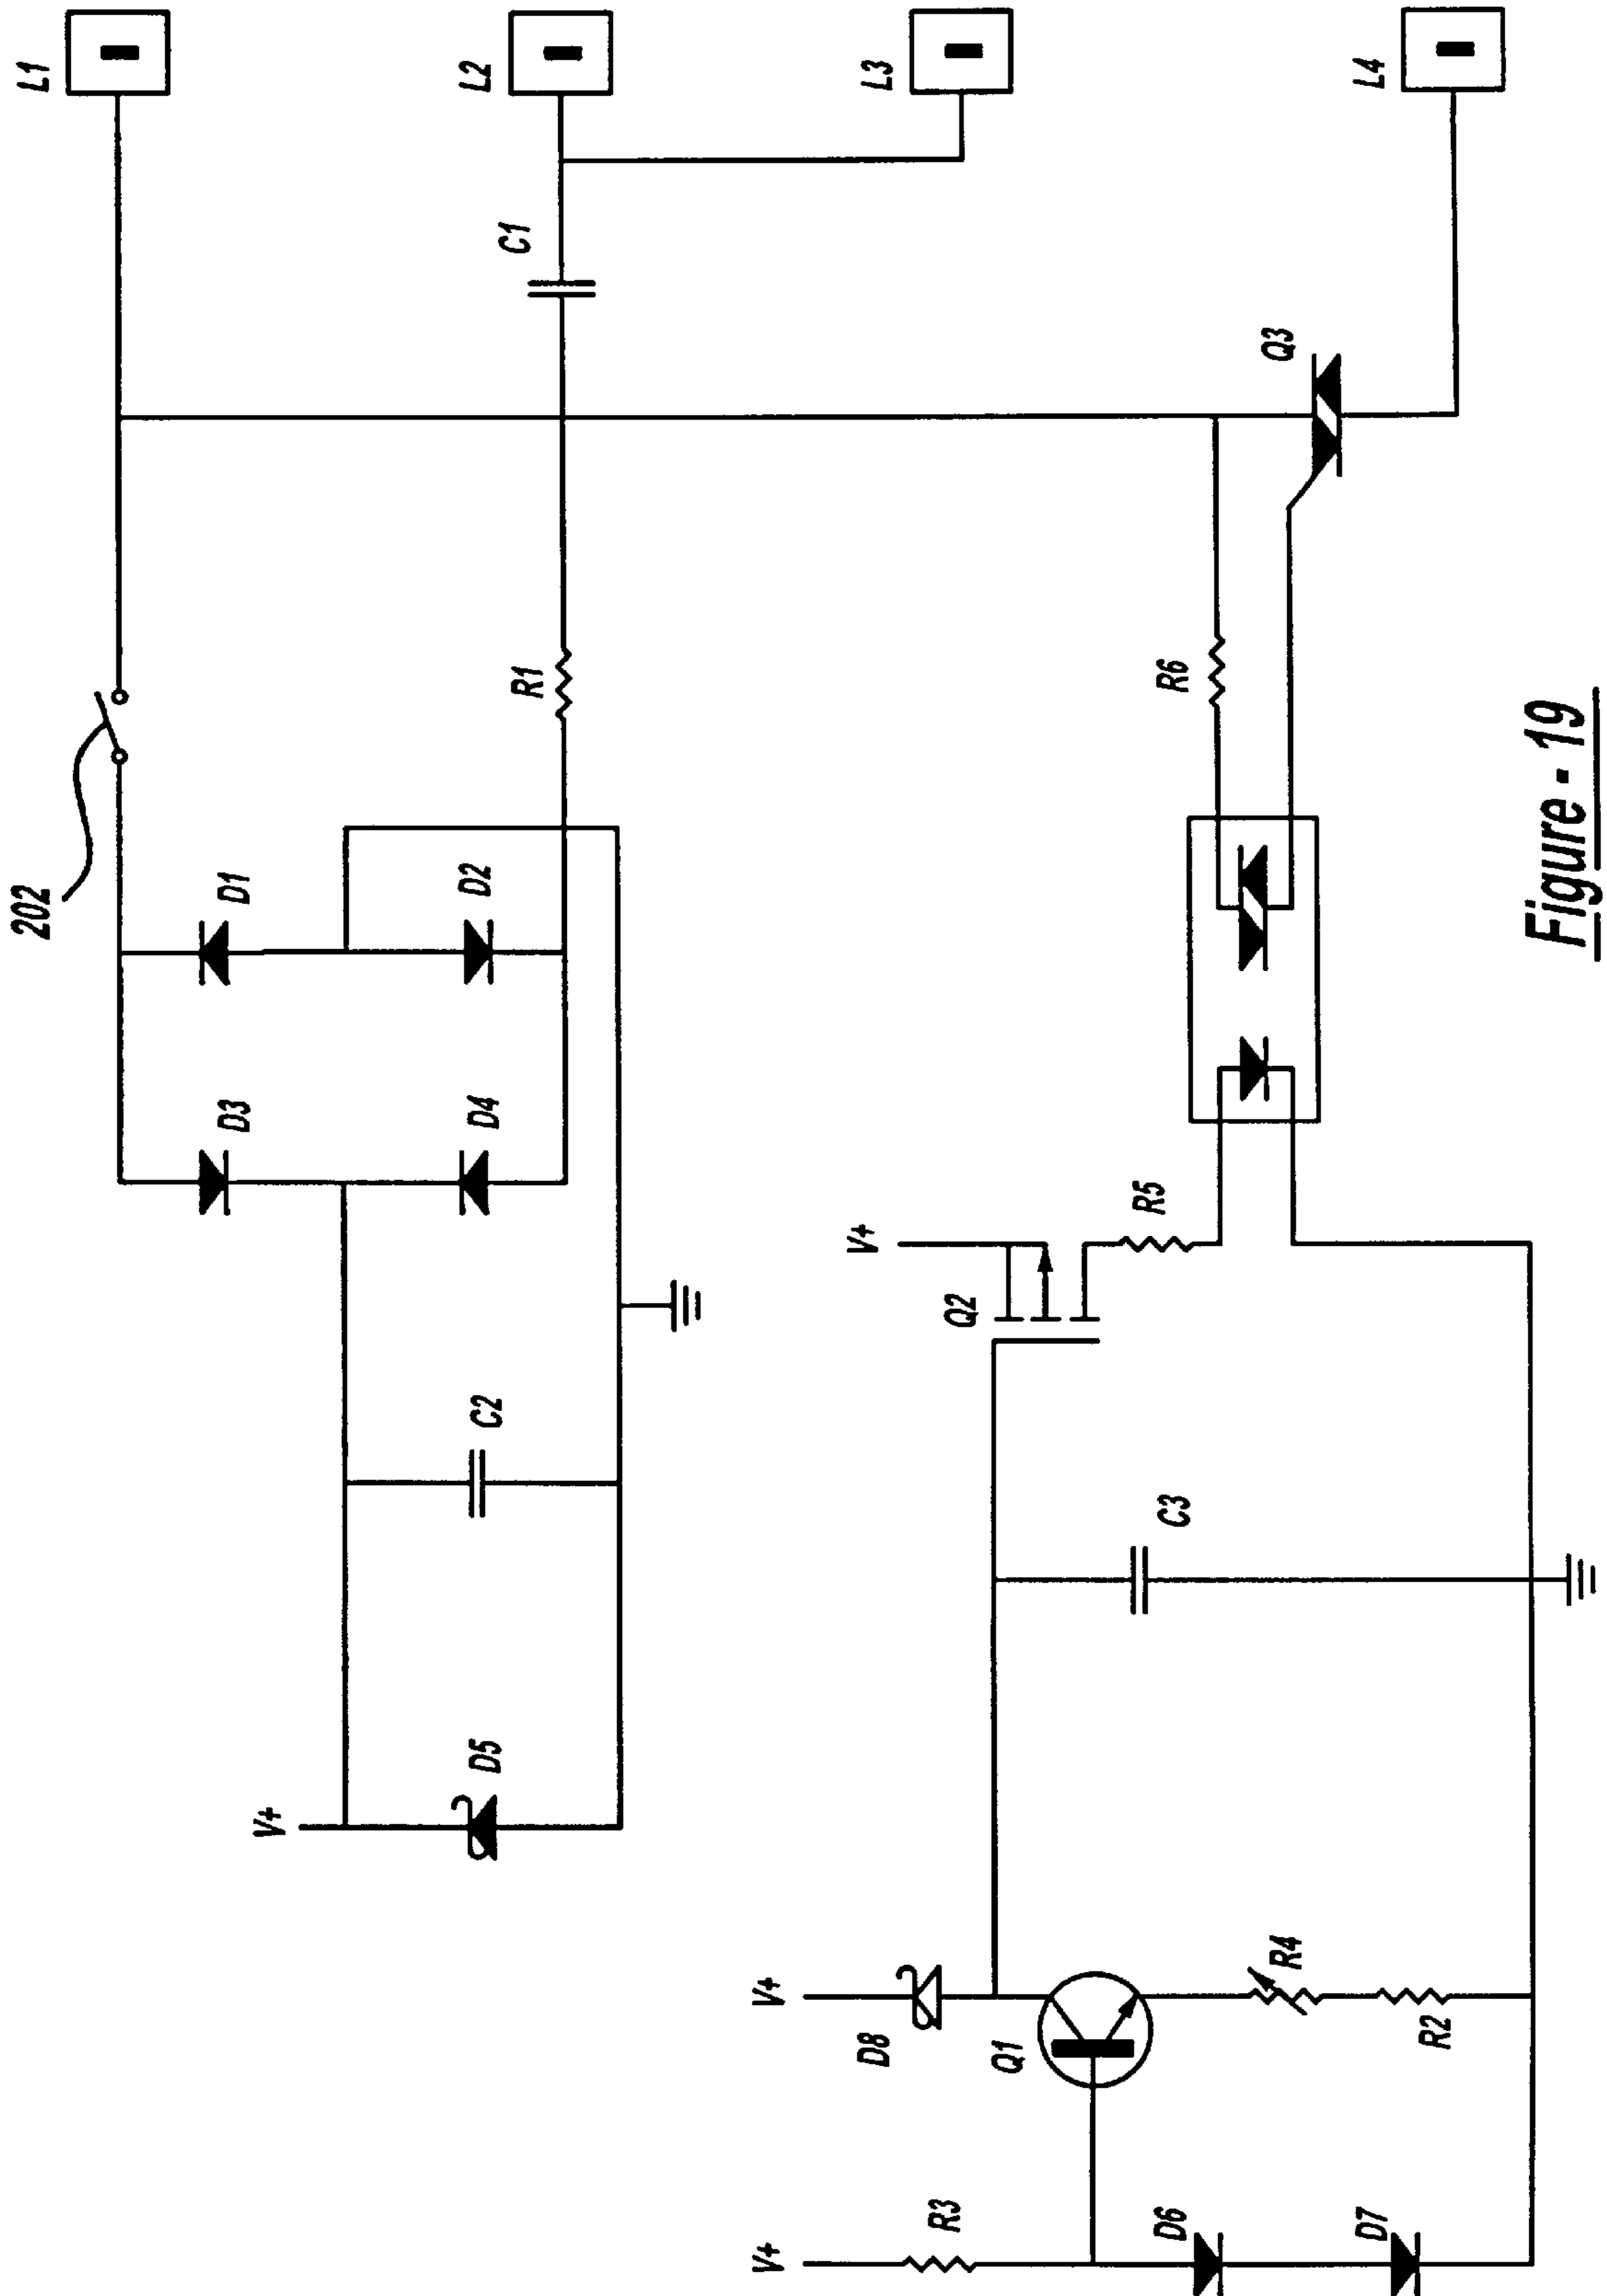 L1
L2
L3
L4
202
C1
Q3
R1
R6
D1
D2
D3
D4
R5
V+
Q2
C2
C3
V+
D5
V+
D8
Q1
R4
R2
V+
R3
D6
D7
Figure - 19